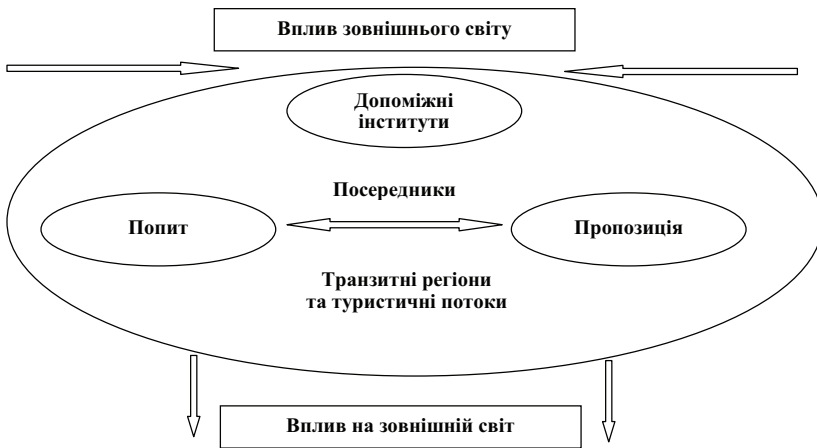 Вплив зовнішнього світу
Допоміжні
інститути
Посередники
Попит
Пропозиція
Транзитні регіони
та туристичні потоки
Вплив на зовнішній світ